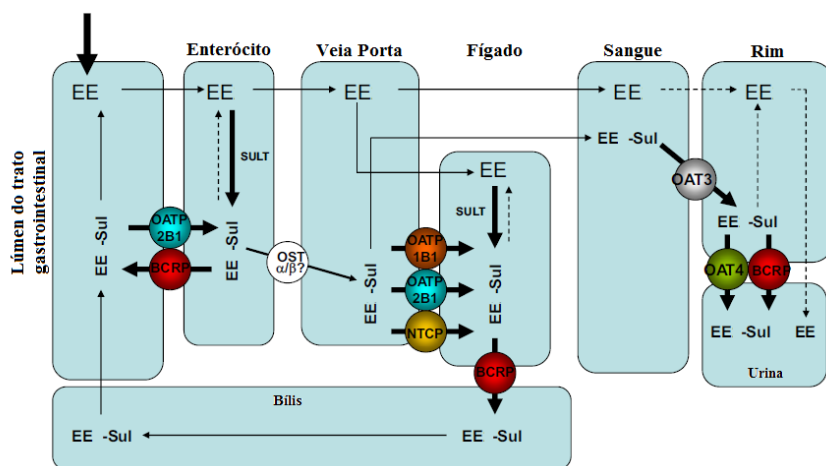 Enterócito
Veia Porta
Fígado
Sangue
Rim
Lúmen do trato
gastrointestinal
EE
EE
EE
EE
EE
SULT
EE -Sul
EE
SULT
OAT3
OATP
2B1
BCRP
EE -Sul
EE -Sul
OST
α/β?
EE -Sul
OATP
1B1
OATP
2B1
NTCP
EE -Sul
EE -Sul
OAT4
BCRP
BCRP
EE -Sul
EE
Urina
Bílis
EE -Sul
EE -Sul